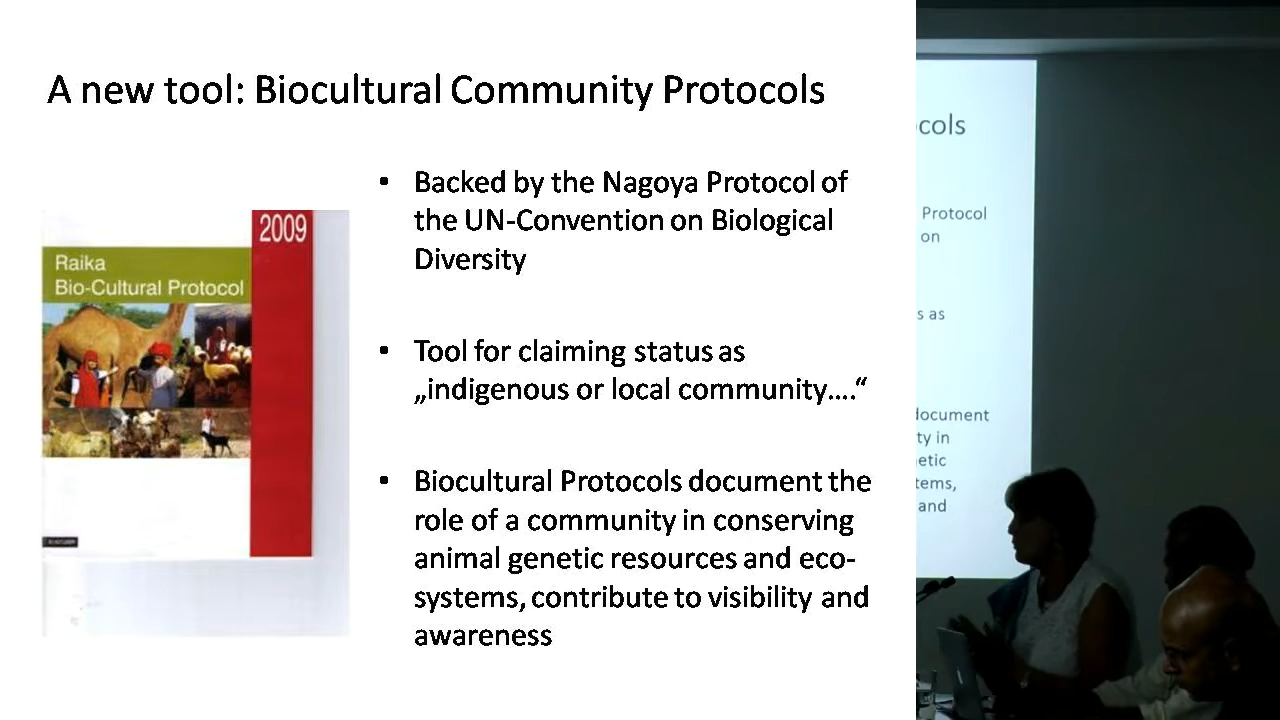 A new tool: Biocultural Community Protocols
• Backed by the Nagoya Protocol of
the UN-Convention on Biological
Diversity
• Tool for claiming status as
„indigenous or local community….“
• Biocultural Protocols document the
role of a community in conserving
animal genetic resources and eco-
systems, contribute to visibility and
awareness
2009
Raika
Bio-Cultural Protocol
cols
Protocol
on
s as
document
ty in
etic
tems,
and